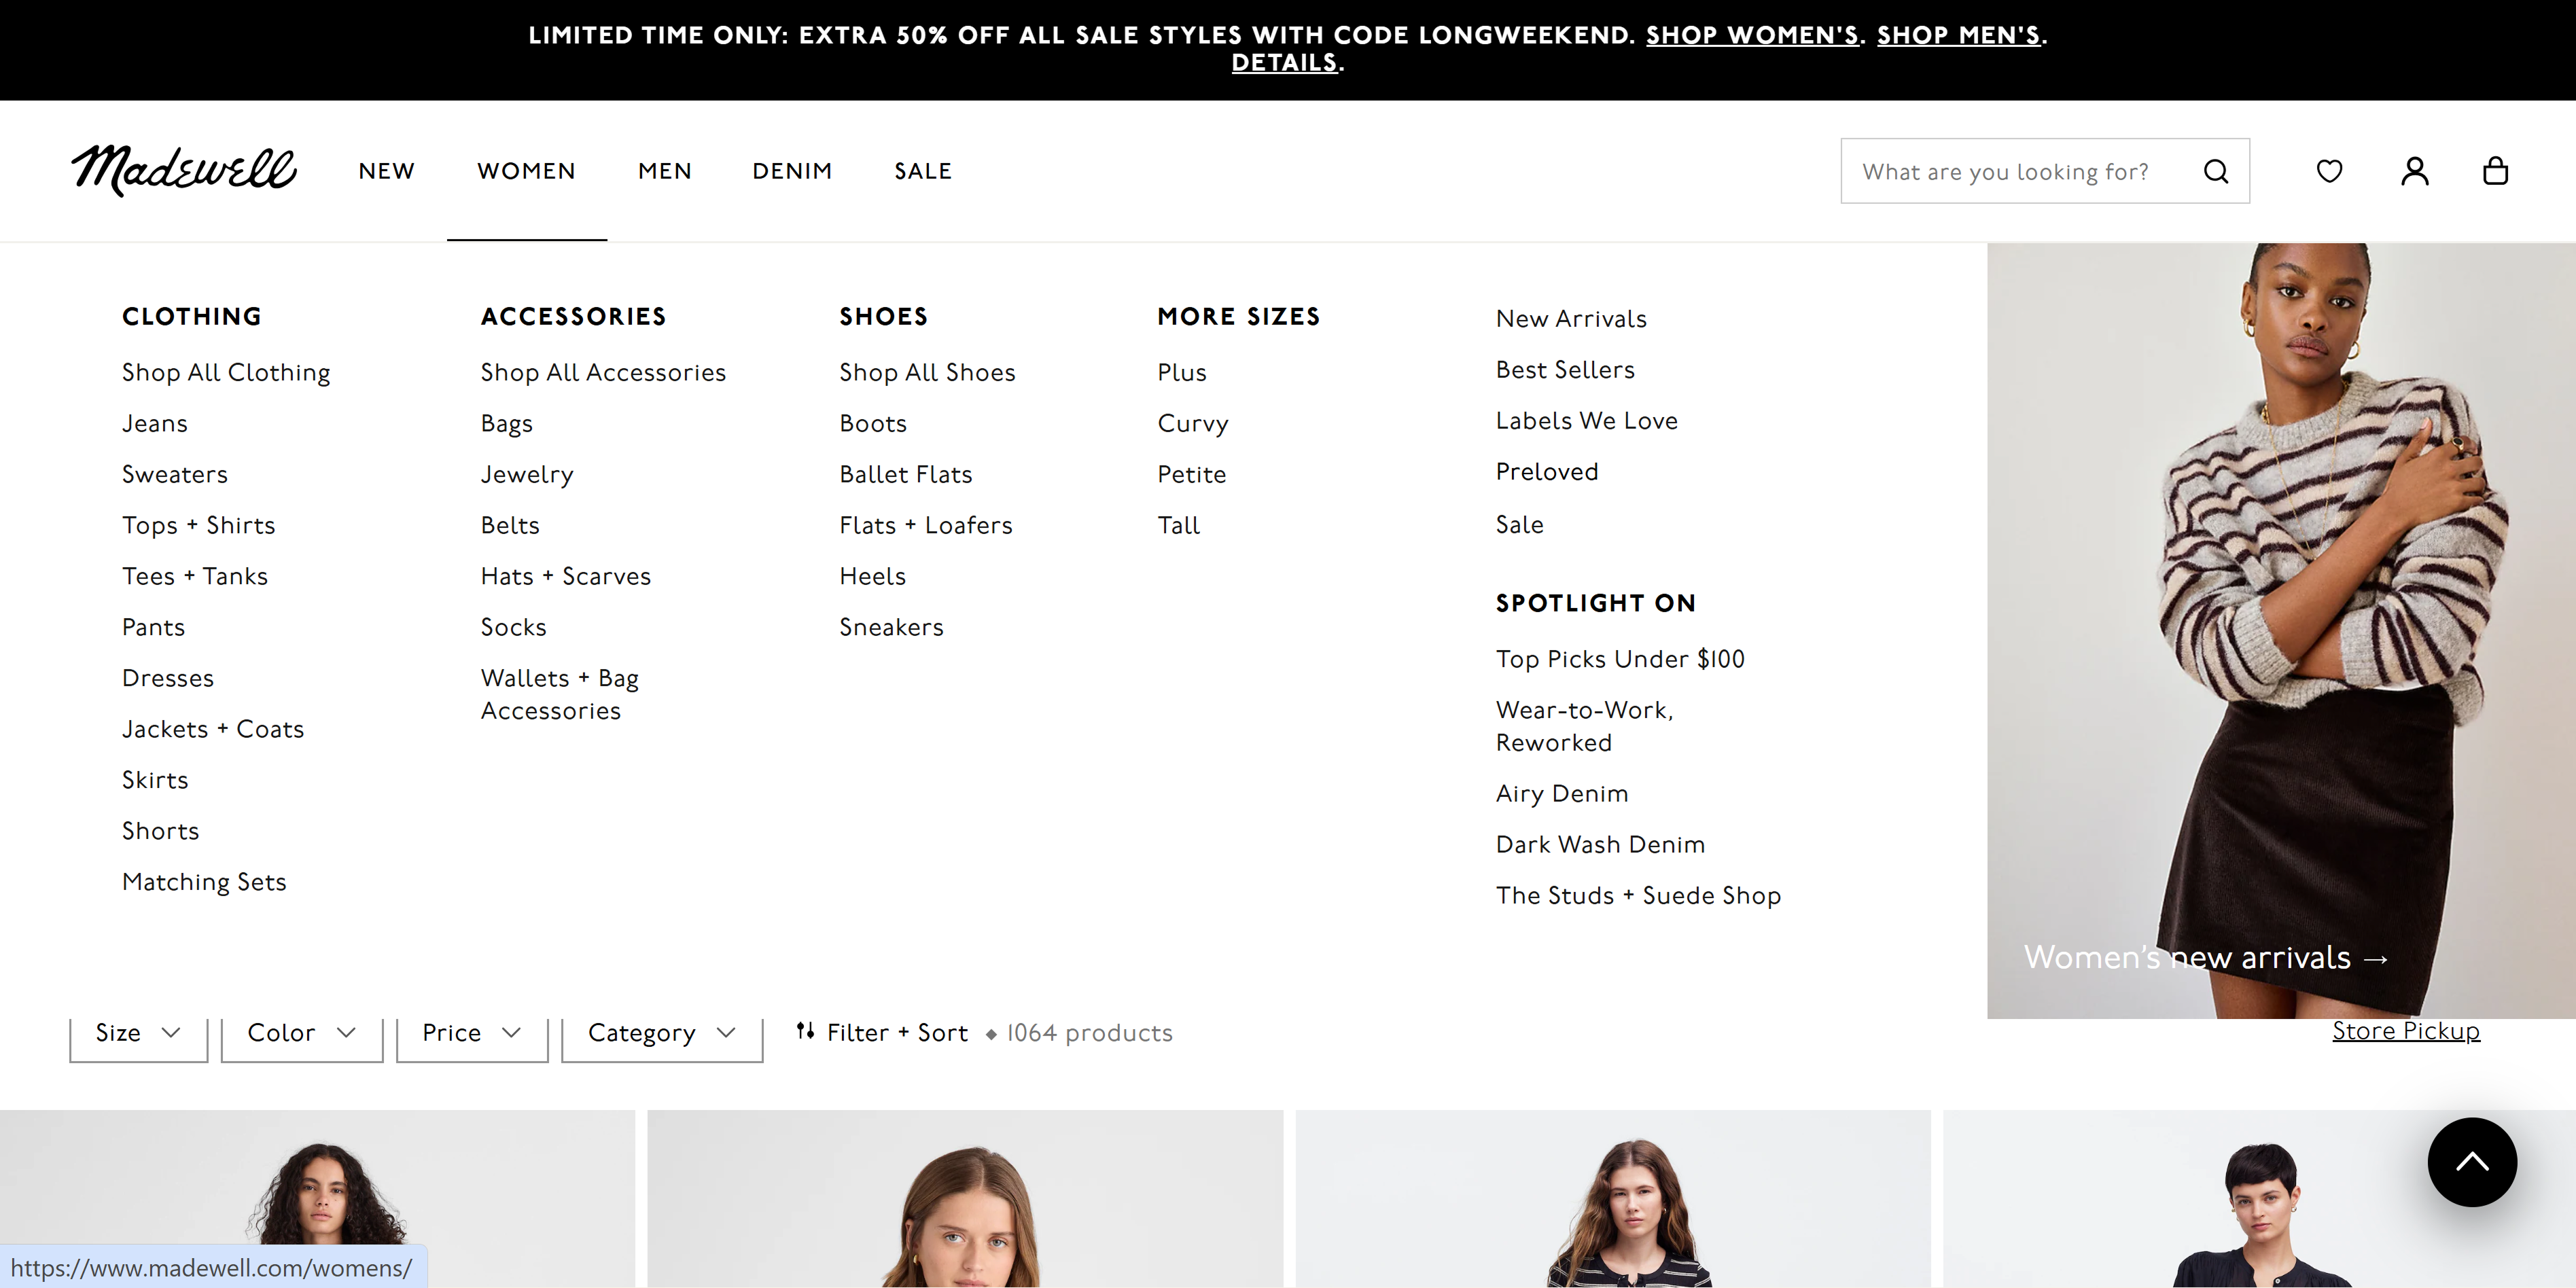 LIMITED TIME ONLY: EXTRA 50% OFF ALL SALE STYLES WITH CODE LONGWEEKEND. SHOP WOMEN'S. SHOP MEN'S.
DETAILS.
Madewell
NEW
WOMEN
MEN
DENIM
SALE
What are you looking for?
CLOTHING
Shop All Clothing
Jeans
Sweaters
Tops + Shirts
Tees + Tanks
Pants
Dresses
Jackets + Coats
Skirts
Shorts
Matching Sets
ACCESSORIES
Shop All Accessories
Bags
Jewelry
Belts
Hats + Scarves
Socks
Wallets + Bag
Accessories
SHOES
Shop All Shoes
Boots
Ballet Flats
Flats + Loafers
Heels
Sneakers
MORE SIZES
Plus
Curvy
Petite
Tall
New Arrivals
Best Sellers
Labels We Love
Preloved
Sale
SPOTLIGHT ON
Top Picks Under $100
Wear-to-Work,
Reworked
Airy Denim
Dark Wash Denim
The Studs + Suede Shop
Women's new arrivals →
Size
Color
Price
Category
Filter + Sort ◆ 1064 products
Store Pickup
https://www.madewell.com/womens/